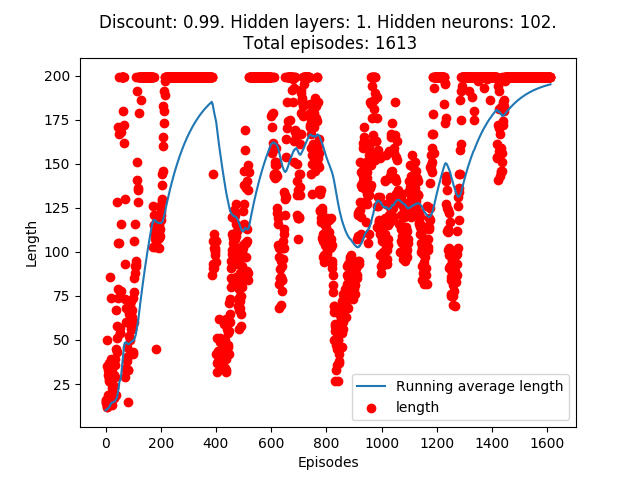 Discount: 0.99. Hidden layers: 1. Hidden neurons: 102.
Total episodes: 1613
200
175
150
125
100
75
50
25
Length
Running average length
length
0
200
400
600
800
1000
1200
1400
1600
Episodes